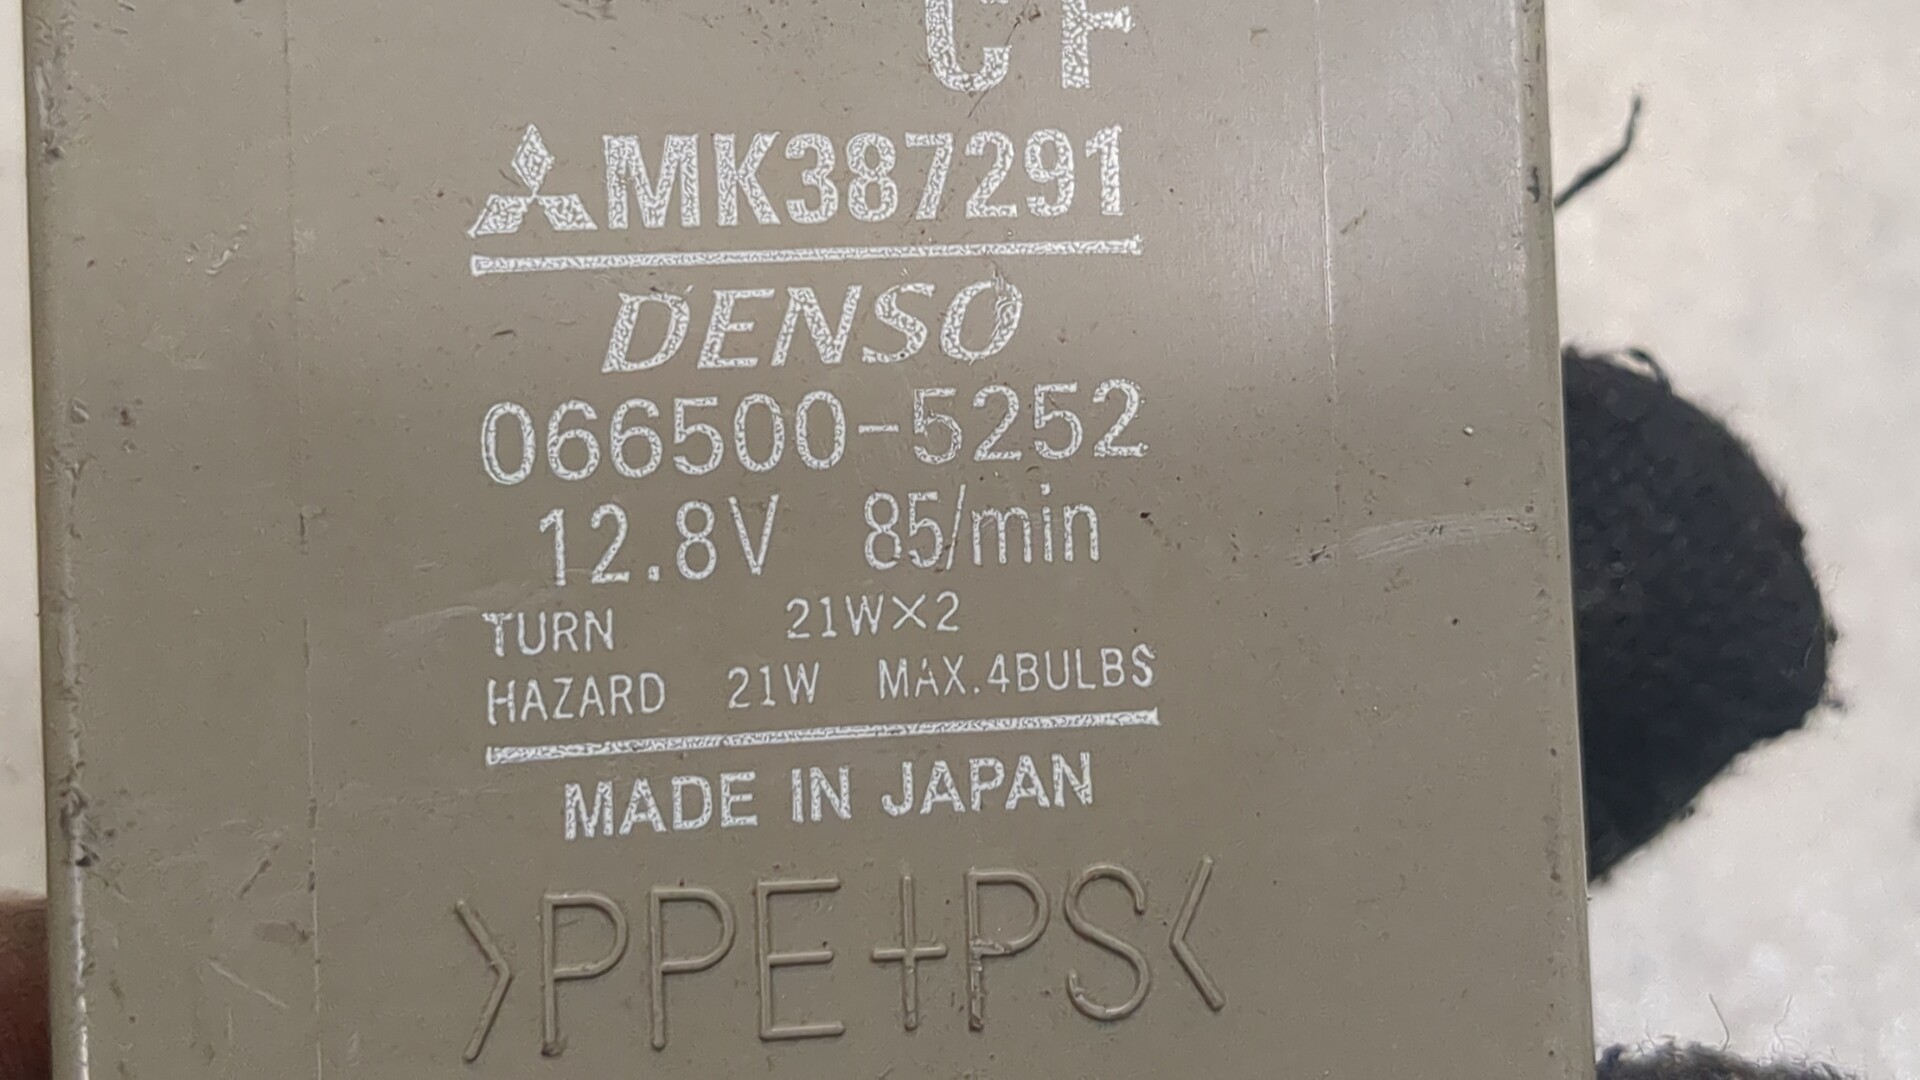 CF
MK387291
DENSO
066500-5252
12.8V 85/min
TURN 21W×2
HAZARD 21W MAX.4BULBS
MADE IN JAPAN
>PPE+PS<